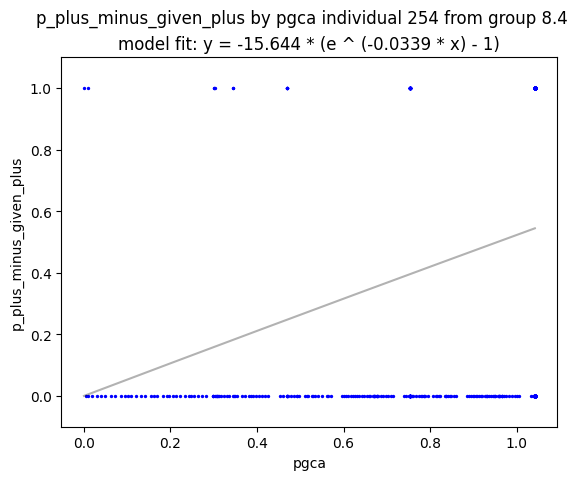 p_plus_minus_given_plus by pgca individual 254 from group 8.4
model fit: y = -15.644 * (e ^ (-0.0339 * x) - 1)
1.0
0.8
0.6
0.4
0.2
0.0
p_plus_minus_given_plus
0.0 0.2 0.4 0.6 0.8 1.0
pgca